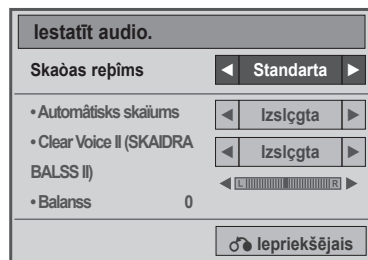 Iestatīt audio.
Skaòas reþîms ◀ Standarta ▶
• Automâtisks skaïums ◀ Izslçgta ▶
• Clear Voice II (SKAIDRA ◀ Izslçgta ▶
BALSS II)
L R
• Balanss 0
Iepriekšējais